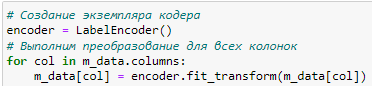 # Создание экземпляра кодера
encoder = LabelEncoder()
# Выполним преобразование для всех колонок
for col in m_data.columns:
    m_data[col] = encoder.fit_transform(m_data[col])